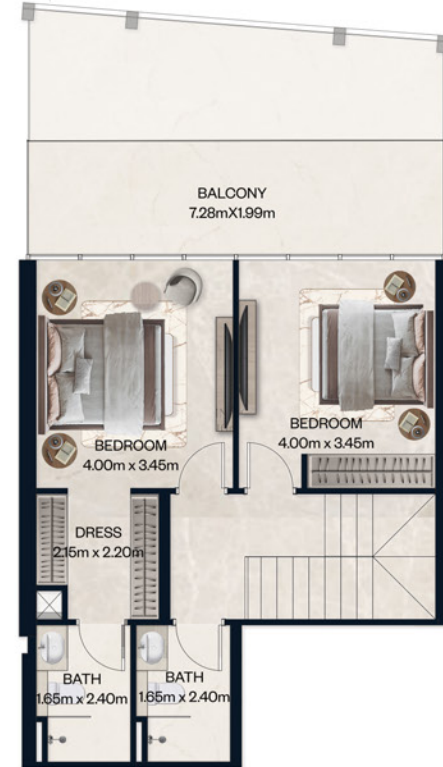 BALCONY
7.28mX1.99m
BEDROOM
4.00m x 3.45m
BEDROOM
4.00m x 3.45m
DRESS
2.15m x 2.20m
BATH
1.65m x 2.40m
BATH
1.65m x 2.40m